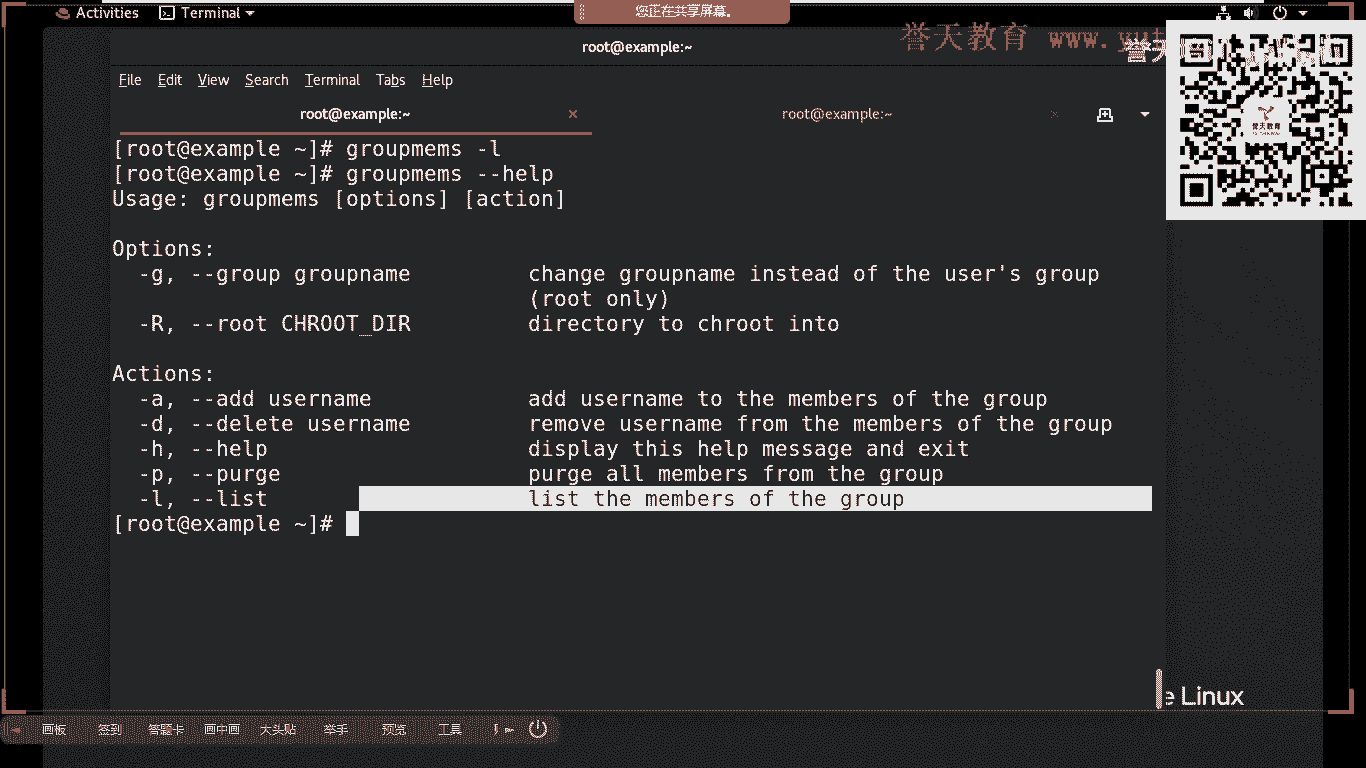 Activities
Terminal
您正在共享屏幕。
誉天教育 www.
root@example:~
File Edit View Search Terminal Tabs Help
root@example:~
root@example:~
誉天教育
[root@example ~]# groupmems -l
[root@example ~]# groupmems --help
Usage: groupmems [options] [action]
Options:
-g, --group groupname change groupname instead of the user's group
(root only)
-R, --root CHROOT_DIR directory to chroot into
Actions:
-a, --add username add username to the members of the group
-d, --delete username remove username from the members of the group
-h, --help display this help message and exit
-p, --purge purge all members from the group
-l, --list list the members of the group
[root@example ~]#
e Linux
画板 签到 答题卡 画中画 大头贴 举手 预览 工具